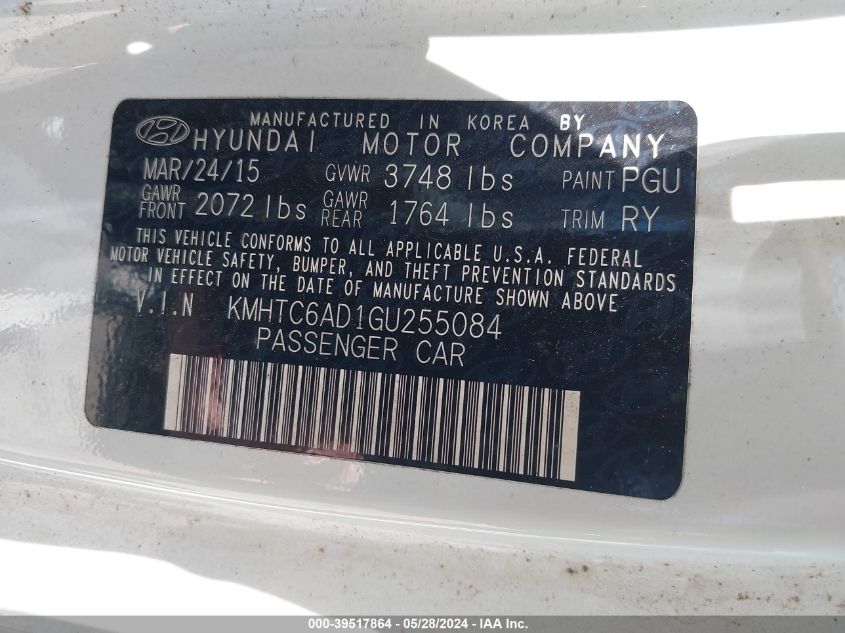 MANUFACTURED IN KOREA BY
HYUNDAI MOTOR COMPANY
MAR/24/15 GVWR 3748 lbs PAINT PGU
GAWR FRONT 2072 lbs GAWR REAR 1764 lbs TRIM RY
THIS VEHICLE CONFORMS TO ALL APPLICABLE U.S.A. FEDERAL
MOTOR VEHICLE SAFETY, BUMPER, AND THEFT PREVENTION STANDARDS
IN EFFECT ON THE DATE OF MANUFACTURE SHOWN ABOVE
V.I.N KMHTC6AD1GU255084
PASSENGER CAR
000-39517864 - 05/28/2024 - IAA Inc.